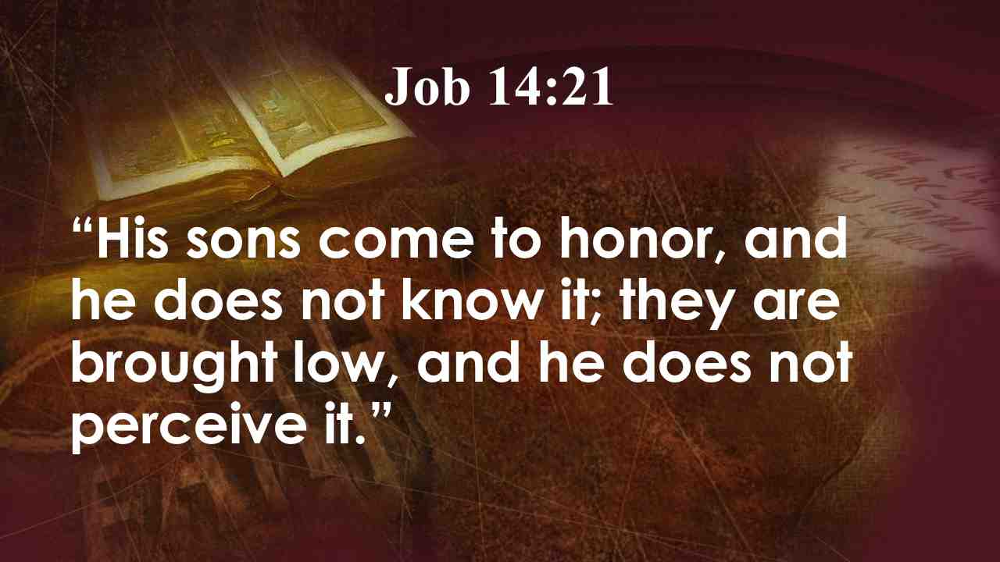 Job 14:21
“His sons come to honor, and
he does not know it; they are
brought low, and he does not
perceive it.”